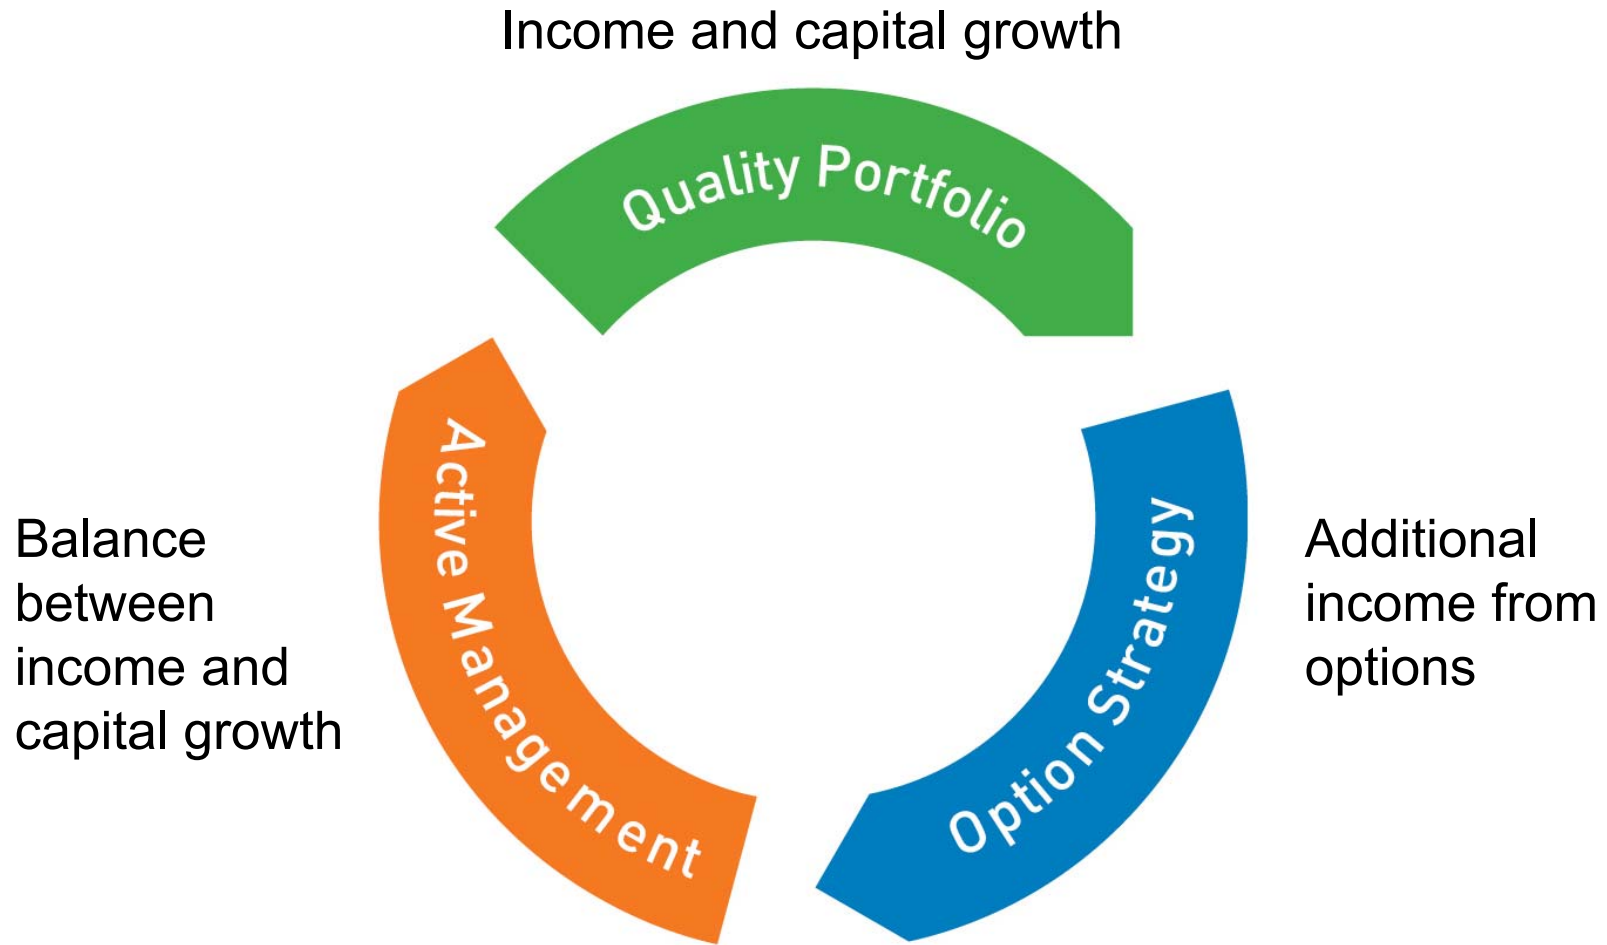 Income and capital growth
Quality Portfolio
Active Management
Option Strategy
Balance
between
income and
capital growth
Additional
income from
options